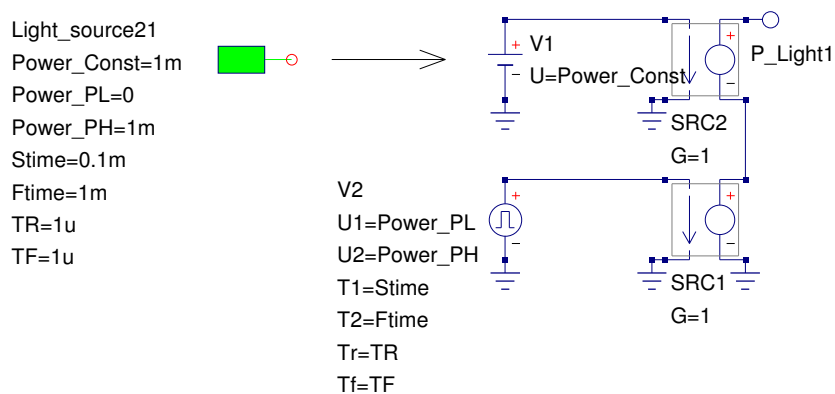 Light_source21
Power_Const=1m
Power_PL=0
Power_PH=1m
Stime=0.1m
Ftime=1m
TR=1u
TF=1u
V1
U=Power_Const
P_Light1
SRC2
G=1
V2
U1=Power_PL
U2=Power_PH
T1=Stime
T2=Ftime
Tr=TR
Tf=TF
SRC1
G=1